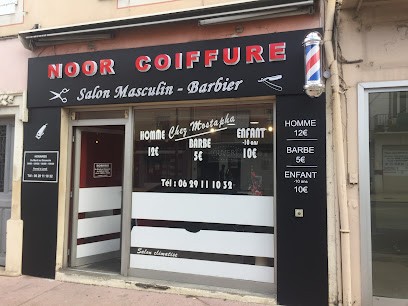 NOOR COIFFURE
Salon Masculin - Barbier
Chez Mostapha
HOMME
12€
BARBE
5€
ENFANT
-10 ans
10€
Tél : 06 29 11 10 32
Salon climatisé
HOMME
12€
BARBE
5€
ENFANT
-10 ans
10€